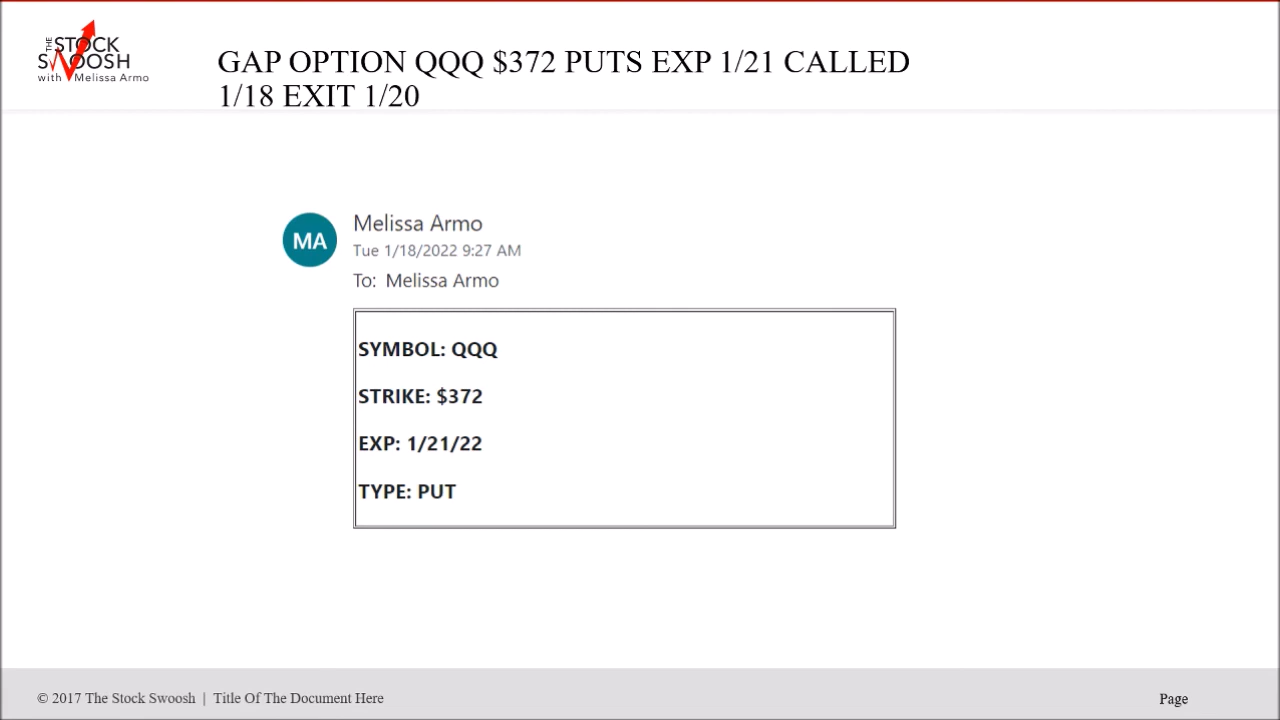 THE
STOCK
SWOOSH
with Melissa Armo
GAP OPTION QQQ $372 PUTS EXP 1/21 CALLED
1/18 EXIT 1/20
MA
Melissa Armo
Tue 1/18/2022 9:27 AM
To: Melissa Armo
SYMBOL: QQQ
STRIKE: $372
EXP: 1/21/22
TYPE: PUT
© 2017 The Stock Swoosh | Title Of The Document Here
Page